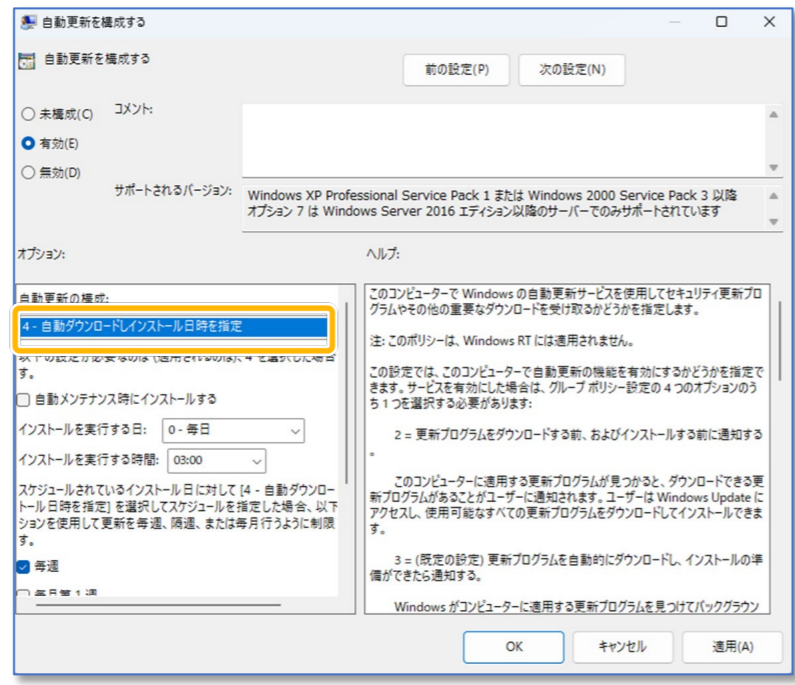 自動更新を構成する
自動更新を構成する
前の設定(P)
次の設定(N)
未構成(C)
有効(E)
無効(D)
コメント:
サポートされるバージョン:
Windows XP Professional Service Pack 1 または Windows 2000 Service Pack 3 以降
オプション 7 は Windows Server 2016 エディション以降のサーバーでのみサポートされています
オプション:
ヘルプ:
自動更新の構成:
4 - 自動ダウンロードしインストール日時を指定
以下の設定が必要なのは (適用されるのは)、4 を選択した場合
す。
自動メンテナンス時にインストールする
インストールを実行する日:
0 - 毎日
インストールを実行する時間:
03:00
スケジュールされているインストール日に対して [4 - 自動ダウンロー
トール日時を指定] を選択してスケジュールを指定した場合、以下
ションを使用して更新を毎週、隔週、または毎月行うように制限
す。
毎週
毎月第 1 週
このコンピューターで Windows の自動更新サービスを使用してセキュリティ更新プロ
グラムやその他の重要なダウンロードを受け取るかどうかを指定します。
注: このポリシーは、Windows RT には適用されません。
この設定では、このコンピューターで自動更新の機能を有効にするかどうかを指定で
きます。サービスを有効にした場合は、グループ ポリシー設定の 4 つのオプションのう
ち 1 つを選択する必要があります:
2 = 更新プログラムをダウンロードする前、およびインストールする前に通知する
。
このコンピューターに適用する更新プログラムが見つかると、ダウンロードできる更
新プログラムがあることがユーザーに通知されます。ユーザーは Windows Update に
アクセスし、使用可能なすべての更新プログラムをダウンロードしてインストールできま
す。
3 = (既定の設定) 更新プログラムを自動的にダウンロードし、インストールの準
備ができたら通知する。
Windows がコンピューターに適用する更新プログラムを見つけてバックグラウン
OK
キャンセル
適用(A)